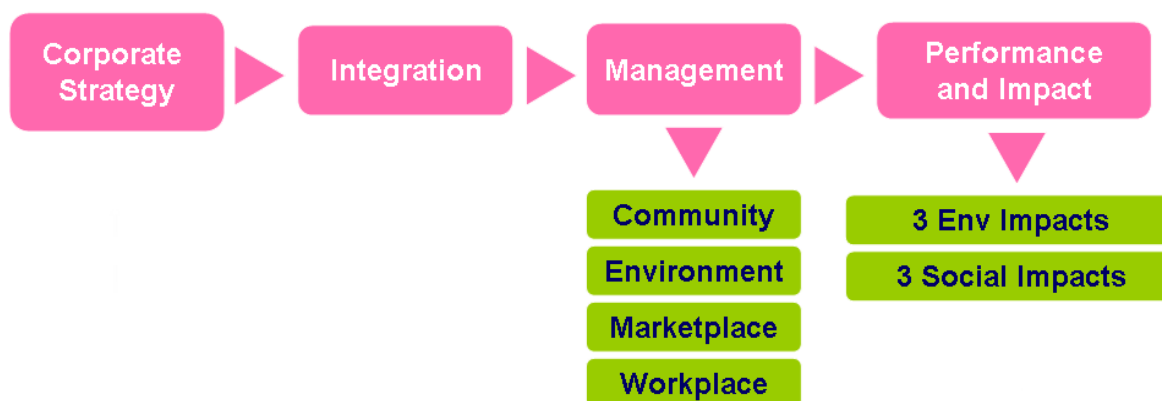 Corporate
Strategy
Integration
Management
Performance
and Impact
Community
Environment
Marketplace
Workplace
3 Env Impacts
3 Social Impacts